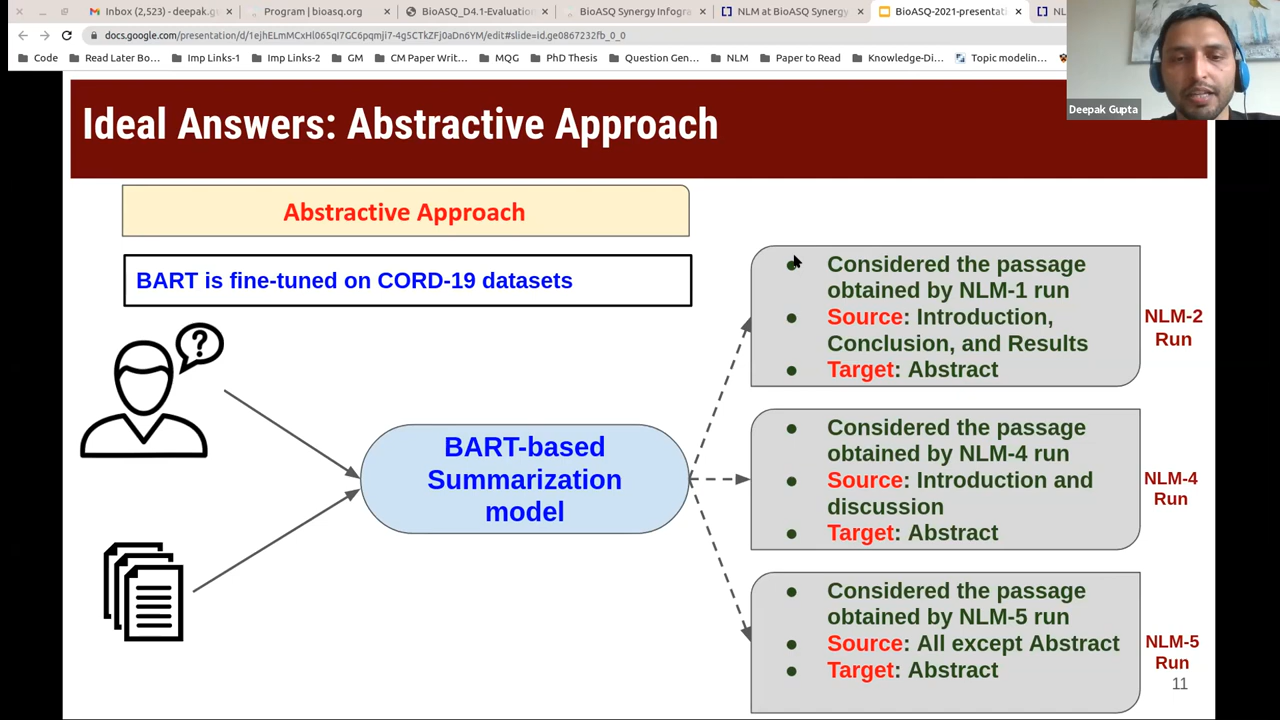 Inbox (2,523) - deepak.g
Program | bioasq.org
BioASQ_D4.1-Evaluation
BioASQ Synergy Infogra
NLM at BioASQ Synergy
BioASQ-2021-presentati
NL
docs.google.com/presentation/d/1ejhELmMCxHl065qI7GC6pqmji7-4g5CTkZFj0aDn6YM/edit#slide=id.ge0867232fb_0_0
Code
Read Later Bo...
Imp Links-1
Imp Links-2
GM
CM Paper Writ...
MQG
PhD Thesis
Question Gen...
NLM
Paper to Read
Knowledge-Di...
Topic modelin...
Deepak Gupta
Ideal Answers: Abstractive Approach
Abstractive Approach
BART is fine-tuned on CORD-19 datasets
?
BART-based
Summarization
model
● Considered the passage
obtained by NLM-1 run
● Source: Introduction,
Conclusion, and Results
● Target: Abstract
NLM-2
Run
● Considered the passage
obtained by NLM-4 run
● Source: Introduction and
discussion
● Target: Abstract
NLM-4
Run
● Considered the passage
obtained by NLM-5 run
● Source: All except Abstract
● Target: Abstract
NLM-5
Run
11